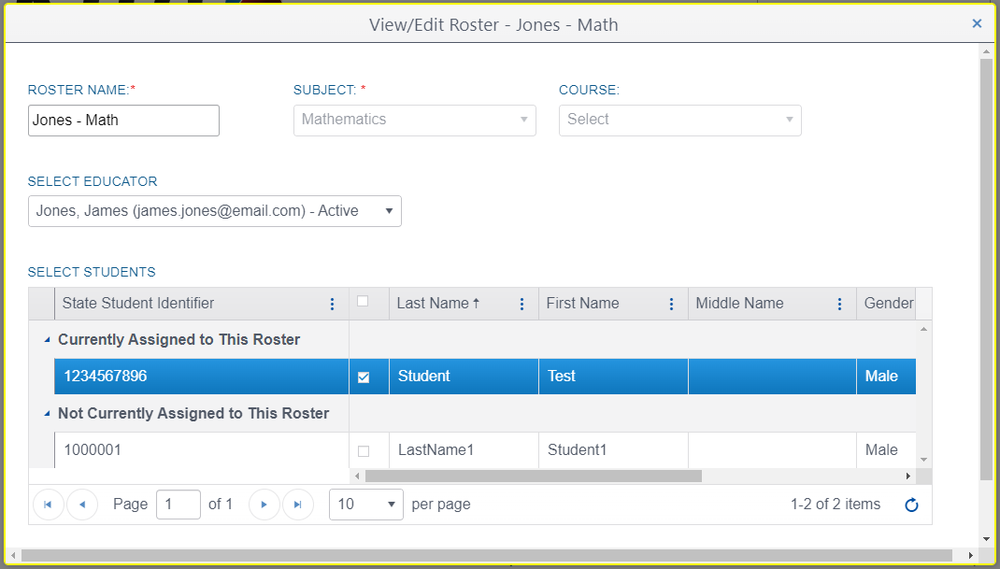 View/Edit Roster - Jones - Math
ROSTER NAME:* SUBJECT: * COURSE:
Jones - Math Mathematics Select
SELECT EDUCATOR
Jones, James (james.jones@email.com) - Active
SELECT STUDENTS
State Student Identifier Last Name First Name Middle Name Gender
Currently Assigned to This Roster
1234567896 Student Test Male
Not Currently Assigned to This Roster
1000001 LastName1 Student1 Male
Page 1 of 1 10 per page 1-2 of 2 items